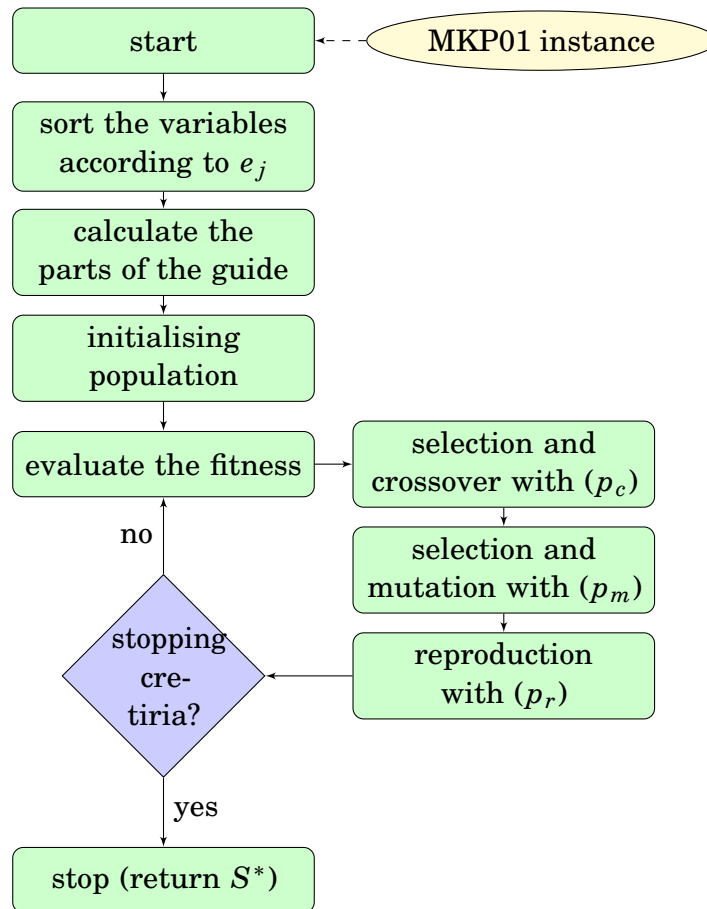 start
MKP01 instance
sort the variables
according to e_j
calculate the
parts of the guide
initialising
population
evaluate the fitness
selection and
crossover with (p_c)
no
selection and
mutation with (p_m)
stopping
cre-
tiria?
reproduction
with (p_r)
yes
stop (return S*)